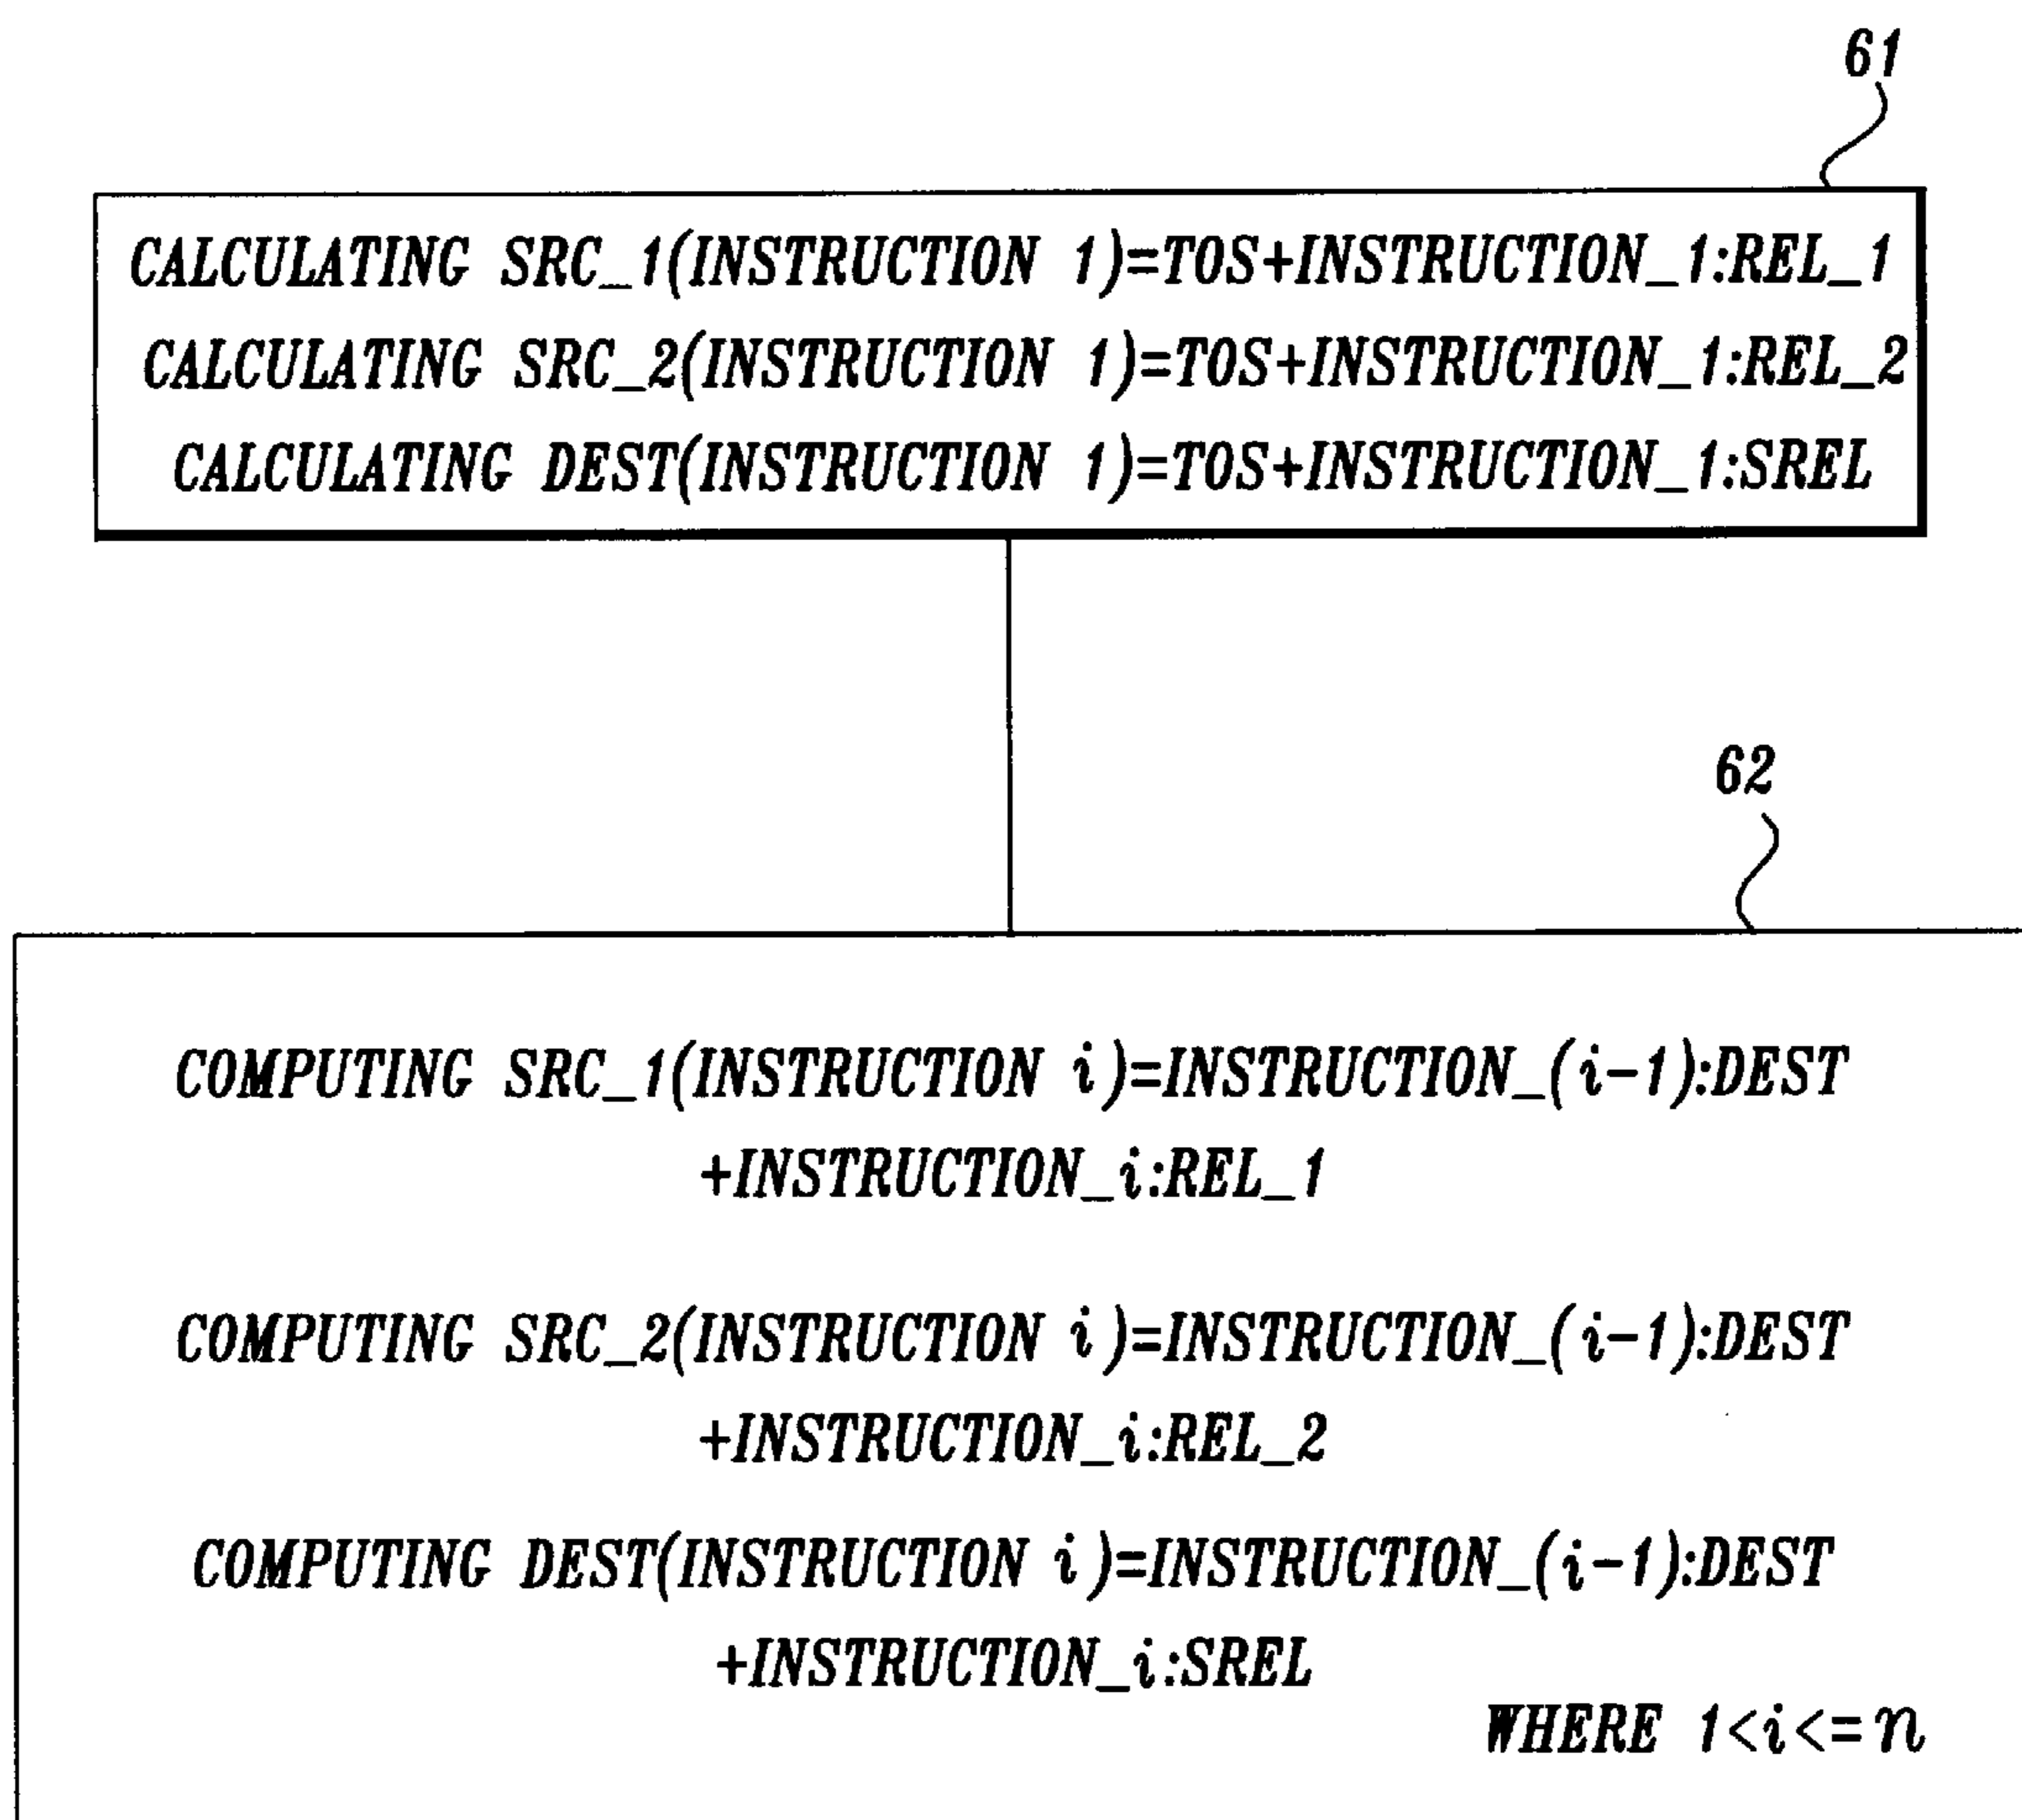 61
CALCULATING SRC_1(INSTRUCTION 1)=TOS+INSTRUCTION_1:REL_1
CALCULATING SRC_2(INSTRUCTION 1)=TOS+INSTRUCTION_1:REL_2
CALCULATING DEST(INSTRUCTION 1)=TOS+INSTRUCTION_1:SREL
62
COMPUTING SRC_1(INSTRUCTION i)=INSTRUCTION_(i-1):DEST
+INSTRUCTION_i:REL_1
COMPUTING SRC_2(INSTRUCTION i)=INSTRUCTION_(i-1):DEST
+INSTRUCTION_i:REL_2
COMPUTING DEST(INSTRUCTION i)=INSTRUCTION_(i-1):DEST
+INSTRUCTION_i:SREL
WHERE 1<i<=n